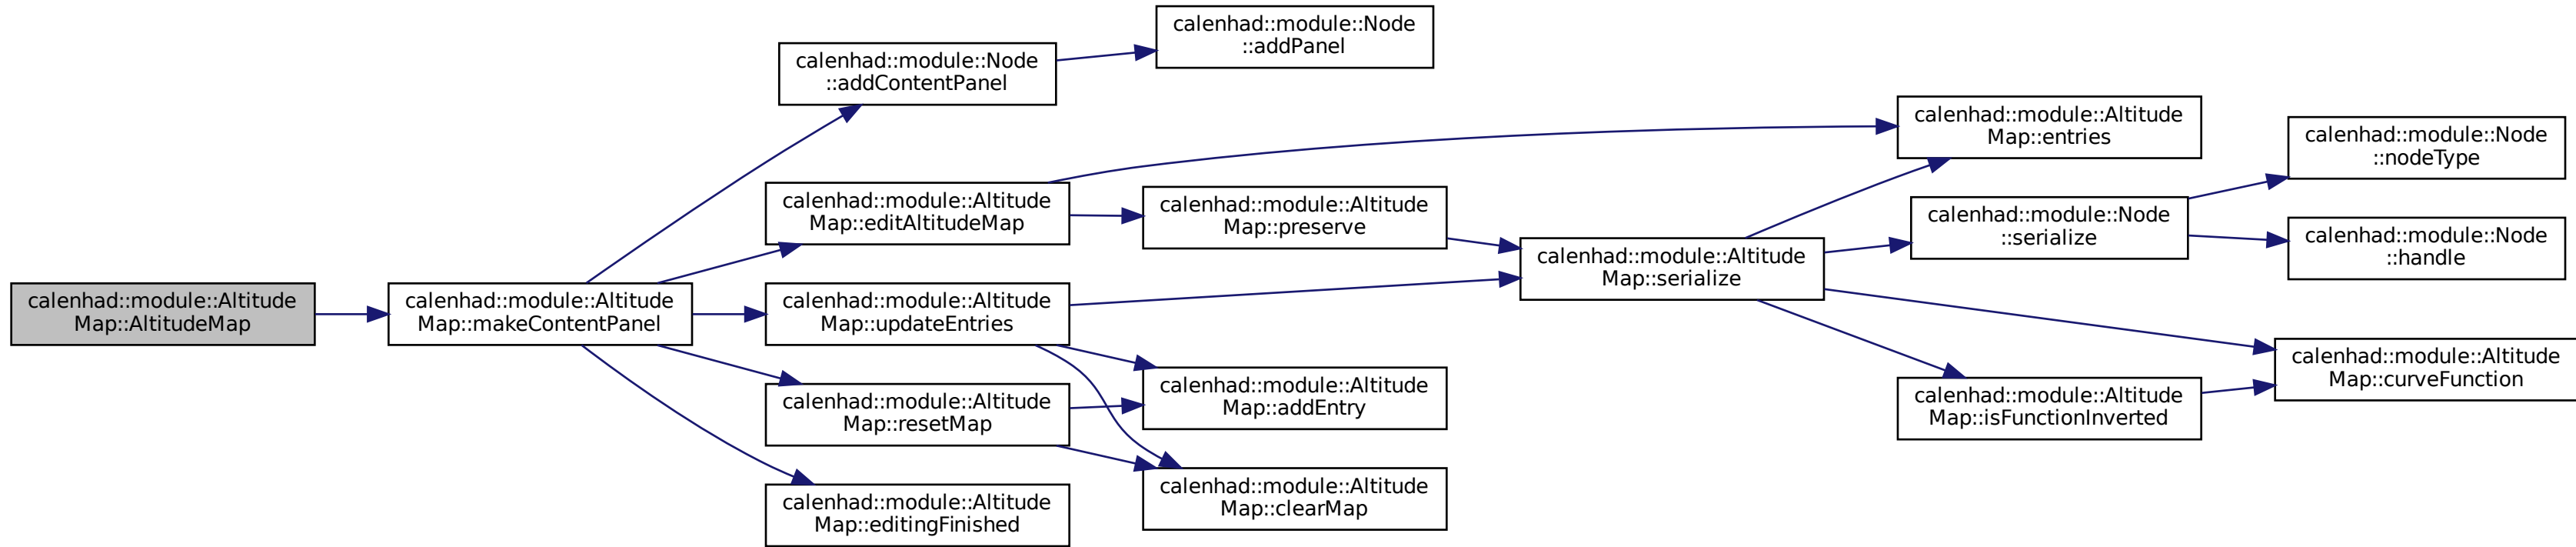 calenhad::module::Altitude
Map::AltitudeMap
calenhad::module::Altitude
Map::makeContentPanel
calenhad::module::Node
::addContentPanel
calenhad::module::Node
::addPanel
calenhad::module::Altitude
Map::editAltitudeMap
calenhad::module::Altitude
Map::entries
calenhad::module::Altitude
Map::preserve
calenhad::module::Altitude
Map::serialize
calenhad::module::Node
::serialize
calenhad::module::Node
::nodeType
calenhad::module::Node
::handle
calenhad::module::Altitude
Map::curveFunction
calenhad::module::Altitude
Map::isFunctionInverted
calenhad::module::Altitude
Map::updateEntries
calenhad::module::Altitude
Map::addEntry
calenhad::module::Altitude
Map::clearMap
calenhad::module::Altitude
Map::resetMap
calenhad::module::Altitude
Map::editingFinished